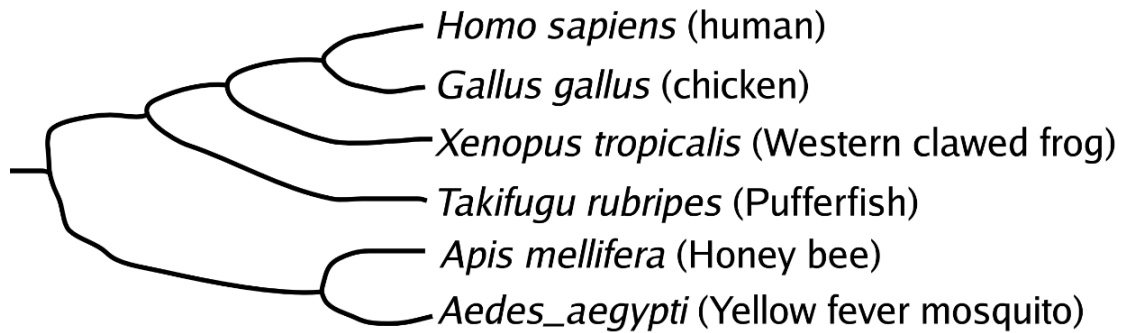 Homo sapiens (human)
Gallus gallus (chicken)
Xenopus tropicalis (Western clawed frog)
Takifugu rubripes (Pufferfish)
Apis mellifera (Honey bee)
Aedes_aegypti (Yellow fever mosquito)